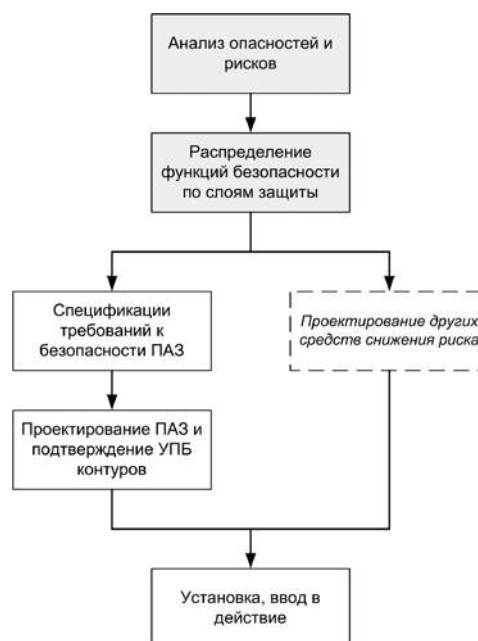 Анализ опасностей и
рисков
Распределение
функций безопасности
по слоям защиты
Спецификации
требований к
безопасности ПАЗ
Проектирование других
средств снижения риска
Проектирование ПАЗ и
подтверждение УПБ
контуров
Установка, ввод в
действие